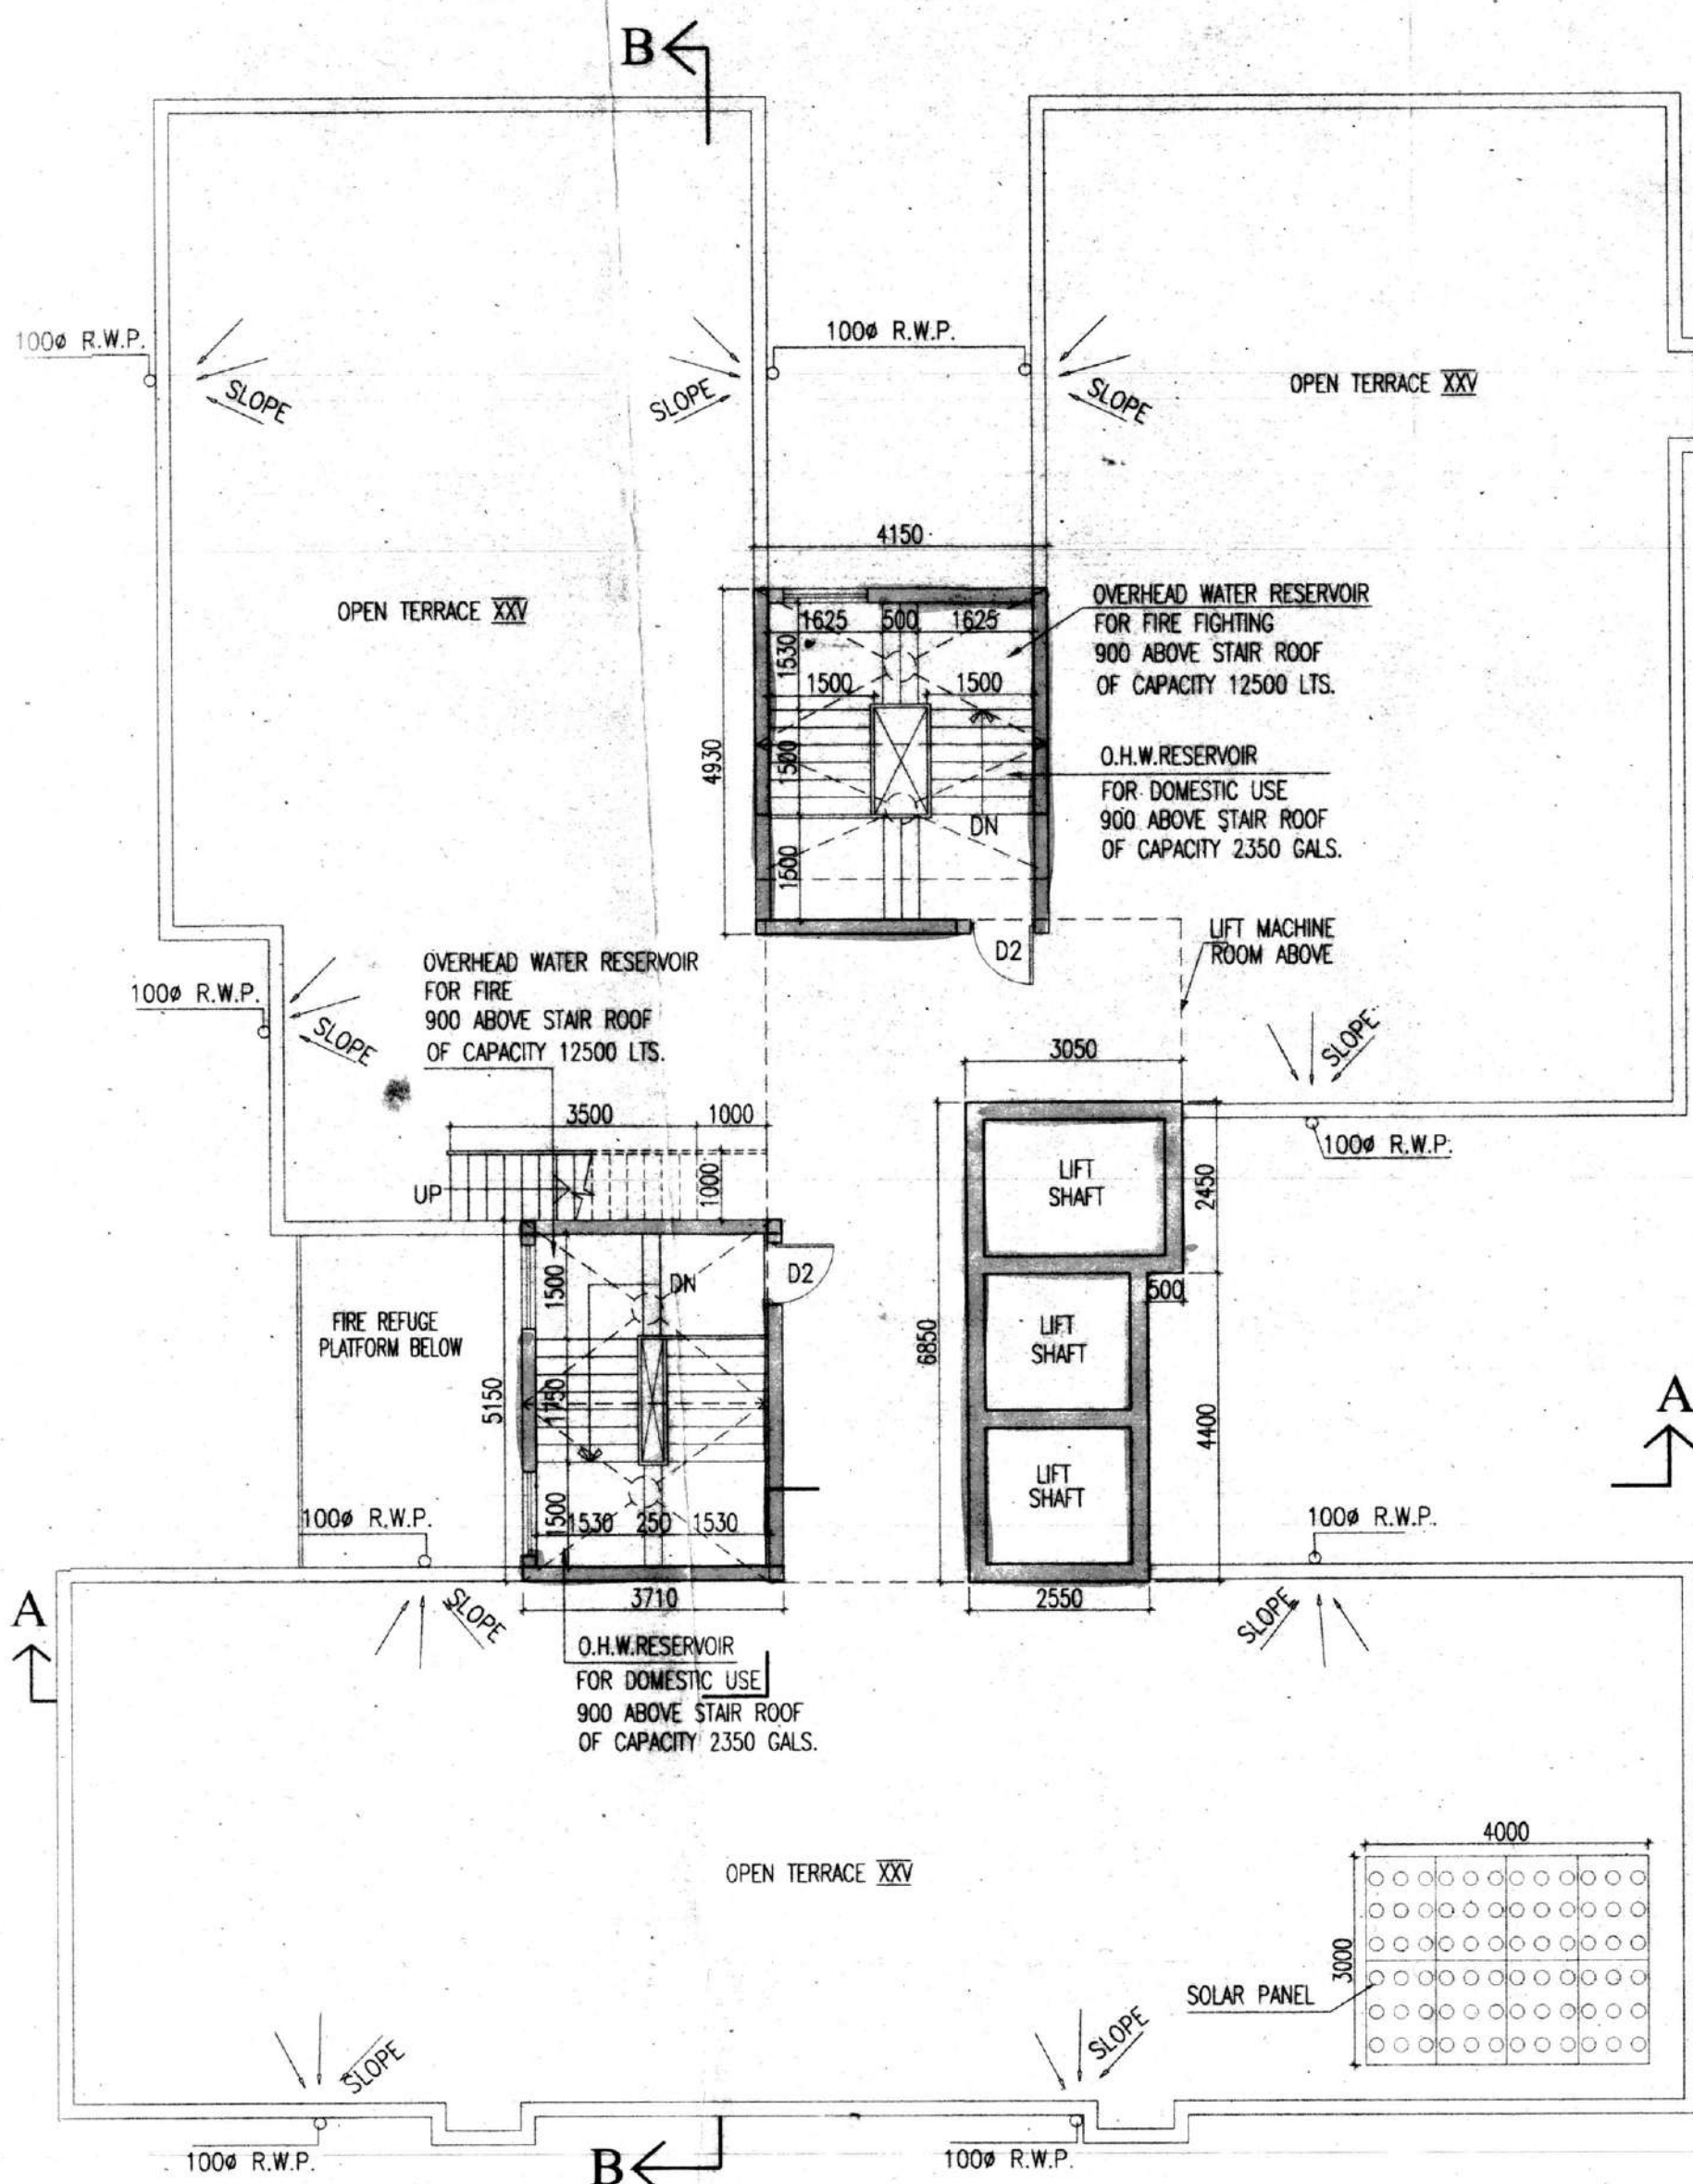 B
100ø R.W.P.
SLOPE
SLOPE
100ø R.W.P.
SLOPE
OPEN TERRACE XXV
OPEN TERRACE XXV
4150
1625
500
1625
1530
1500
1500
4930
1500
1500
DN
D2
OVERHEAD WATER RESERVOIR
FOR FIRE FIGHTING
900 ABOVE STAIR ROOF
OF CAPACITY 12500 LTS.
O.H.W.RESERVOIR
FOR DOMESTIC USE
900 ABOVE STAIR ROOF
OF CAPACITY 2350 GALS.
LIFT MACHINE
ROOM ABOVE
OVERHEAD WATER RESERVOIR
FOR FIRE
900 ABOVE STAIR ROOF
OF CAPACITY 12500 LTS.
100ø R.W.P.
SLOPE
3050
SLOPE
100ø R.W.P.
3500
1000
1000
UP
LIFT
SHAFT
2450
500
LIFT
SHAFT
6850
4400
LIFT
SHAFT
2550
FIRE REFUGE
PLATFORM BELOW
1500
DN
D2
5150
1750
1500
1530
250
1530
3710
100ø R.W.P.
SLOPE
100ø R.W.P.
SLOPE
A
A
O.H.W.RESERVOIR
FOR DOMESTIC USE
900 ABOVE STAIR ROOF
OF CAPACITY 2350 GALS.
OPEN TERRACE XXV
4000
3000
SOLAR PANEL
SLOPE
SLOPE
100ø R.W.P.
B
100ø R.W.P.